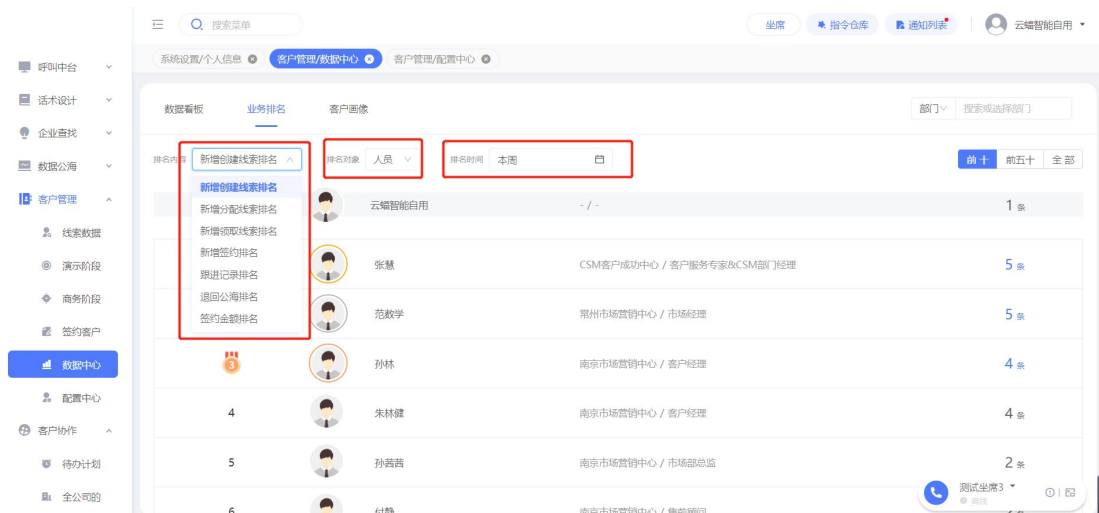 搜索菜单
坐席
指令仓库
通知列表
云蝠智能自用
系统设置/个人信息
客户管理/数据中心
客户管理/配置中心
呼叫中台
话术设计
企业查找
数据公海
客户管理
线索数据
演示阶段
商务阶段
签约客户
数据中心
配置中心
客户协作
待办计划
全公司的
数据看板
业务排名
客户画像
部门
搜索或选择部门
排名内容
新增创建线索排名
排名对象
人员
排名时间
本周
前十
前五十
全部
新增创建线索排名
新增分配线索排名
新增领取线索排名
新增签约排名
跟进记录排名
退回公海排名
签约金额排名
云蝠智能自用 - / - 1 条
张慧 CSM客户成功中心 / 客户服务专家&CSM部门经理 5 条
范数学 常州市场营销中心 / 市场经理 5 条
3 孙林 南京市场营销中心 / 客户经理 4 条
4 朱林健 南京市场营销中心 / 客户经理 4 条
5 孙茜茜 南京市场营销中心 / 市场部总监 2 条
6 付静 南京市场营销中心 / 售前顾问
测试坐席3
离线